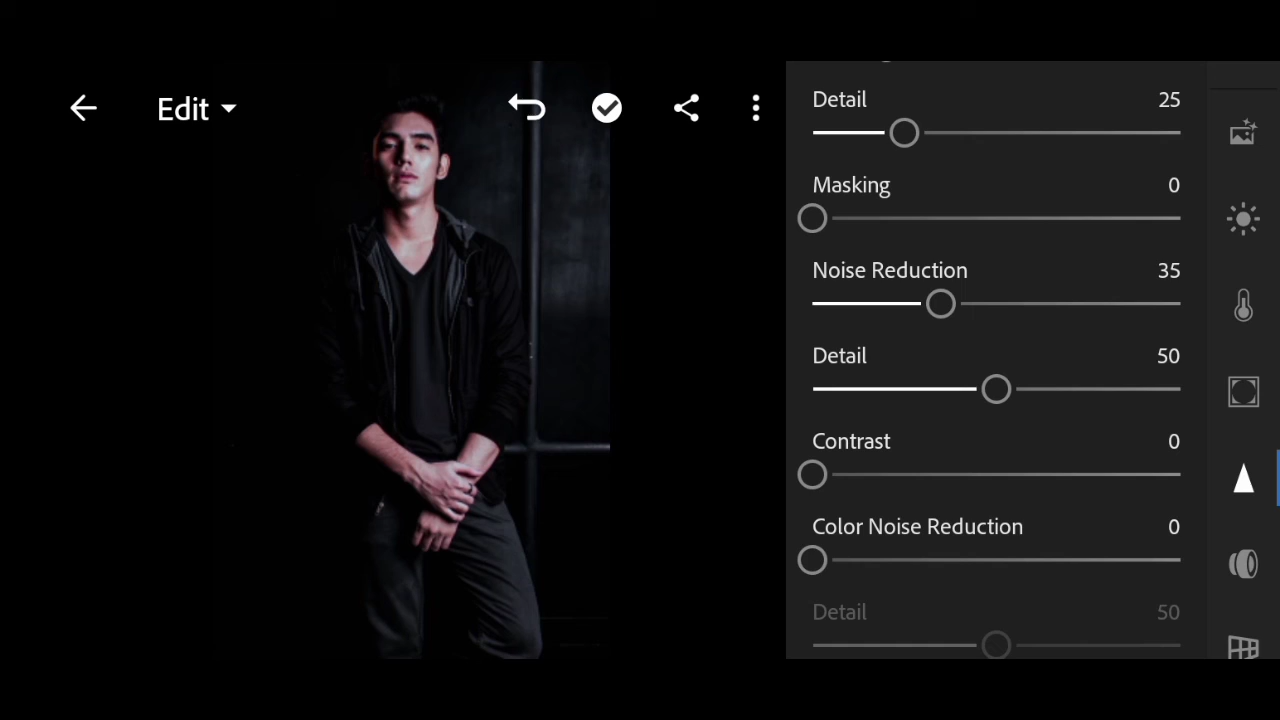 Edit
Detail 25
Masking 0
Noise Reduction 35
Detail 50
Contrast 0
Color Noise Reduction 0
Detail 50